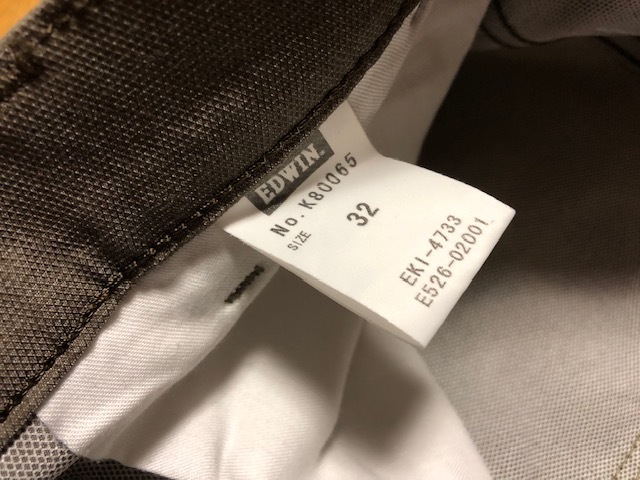 EDWIN
No. K80065
SIZE 32
EKI-4733
E526-02001